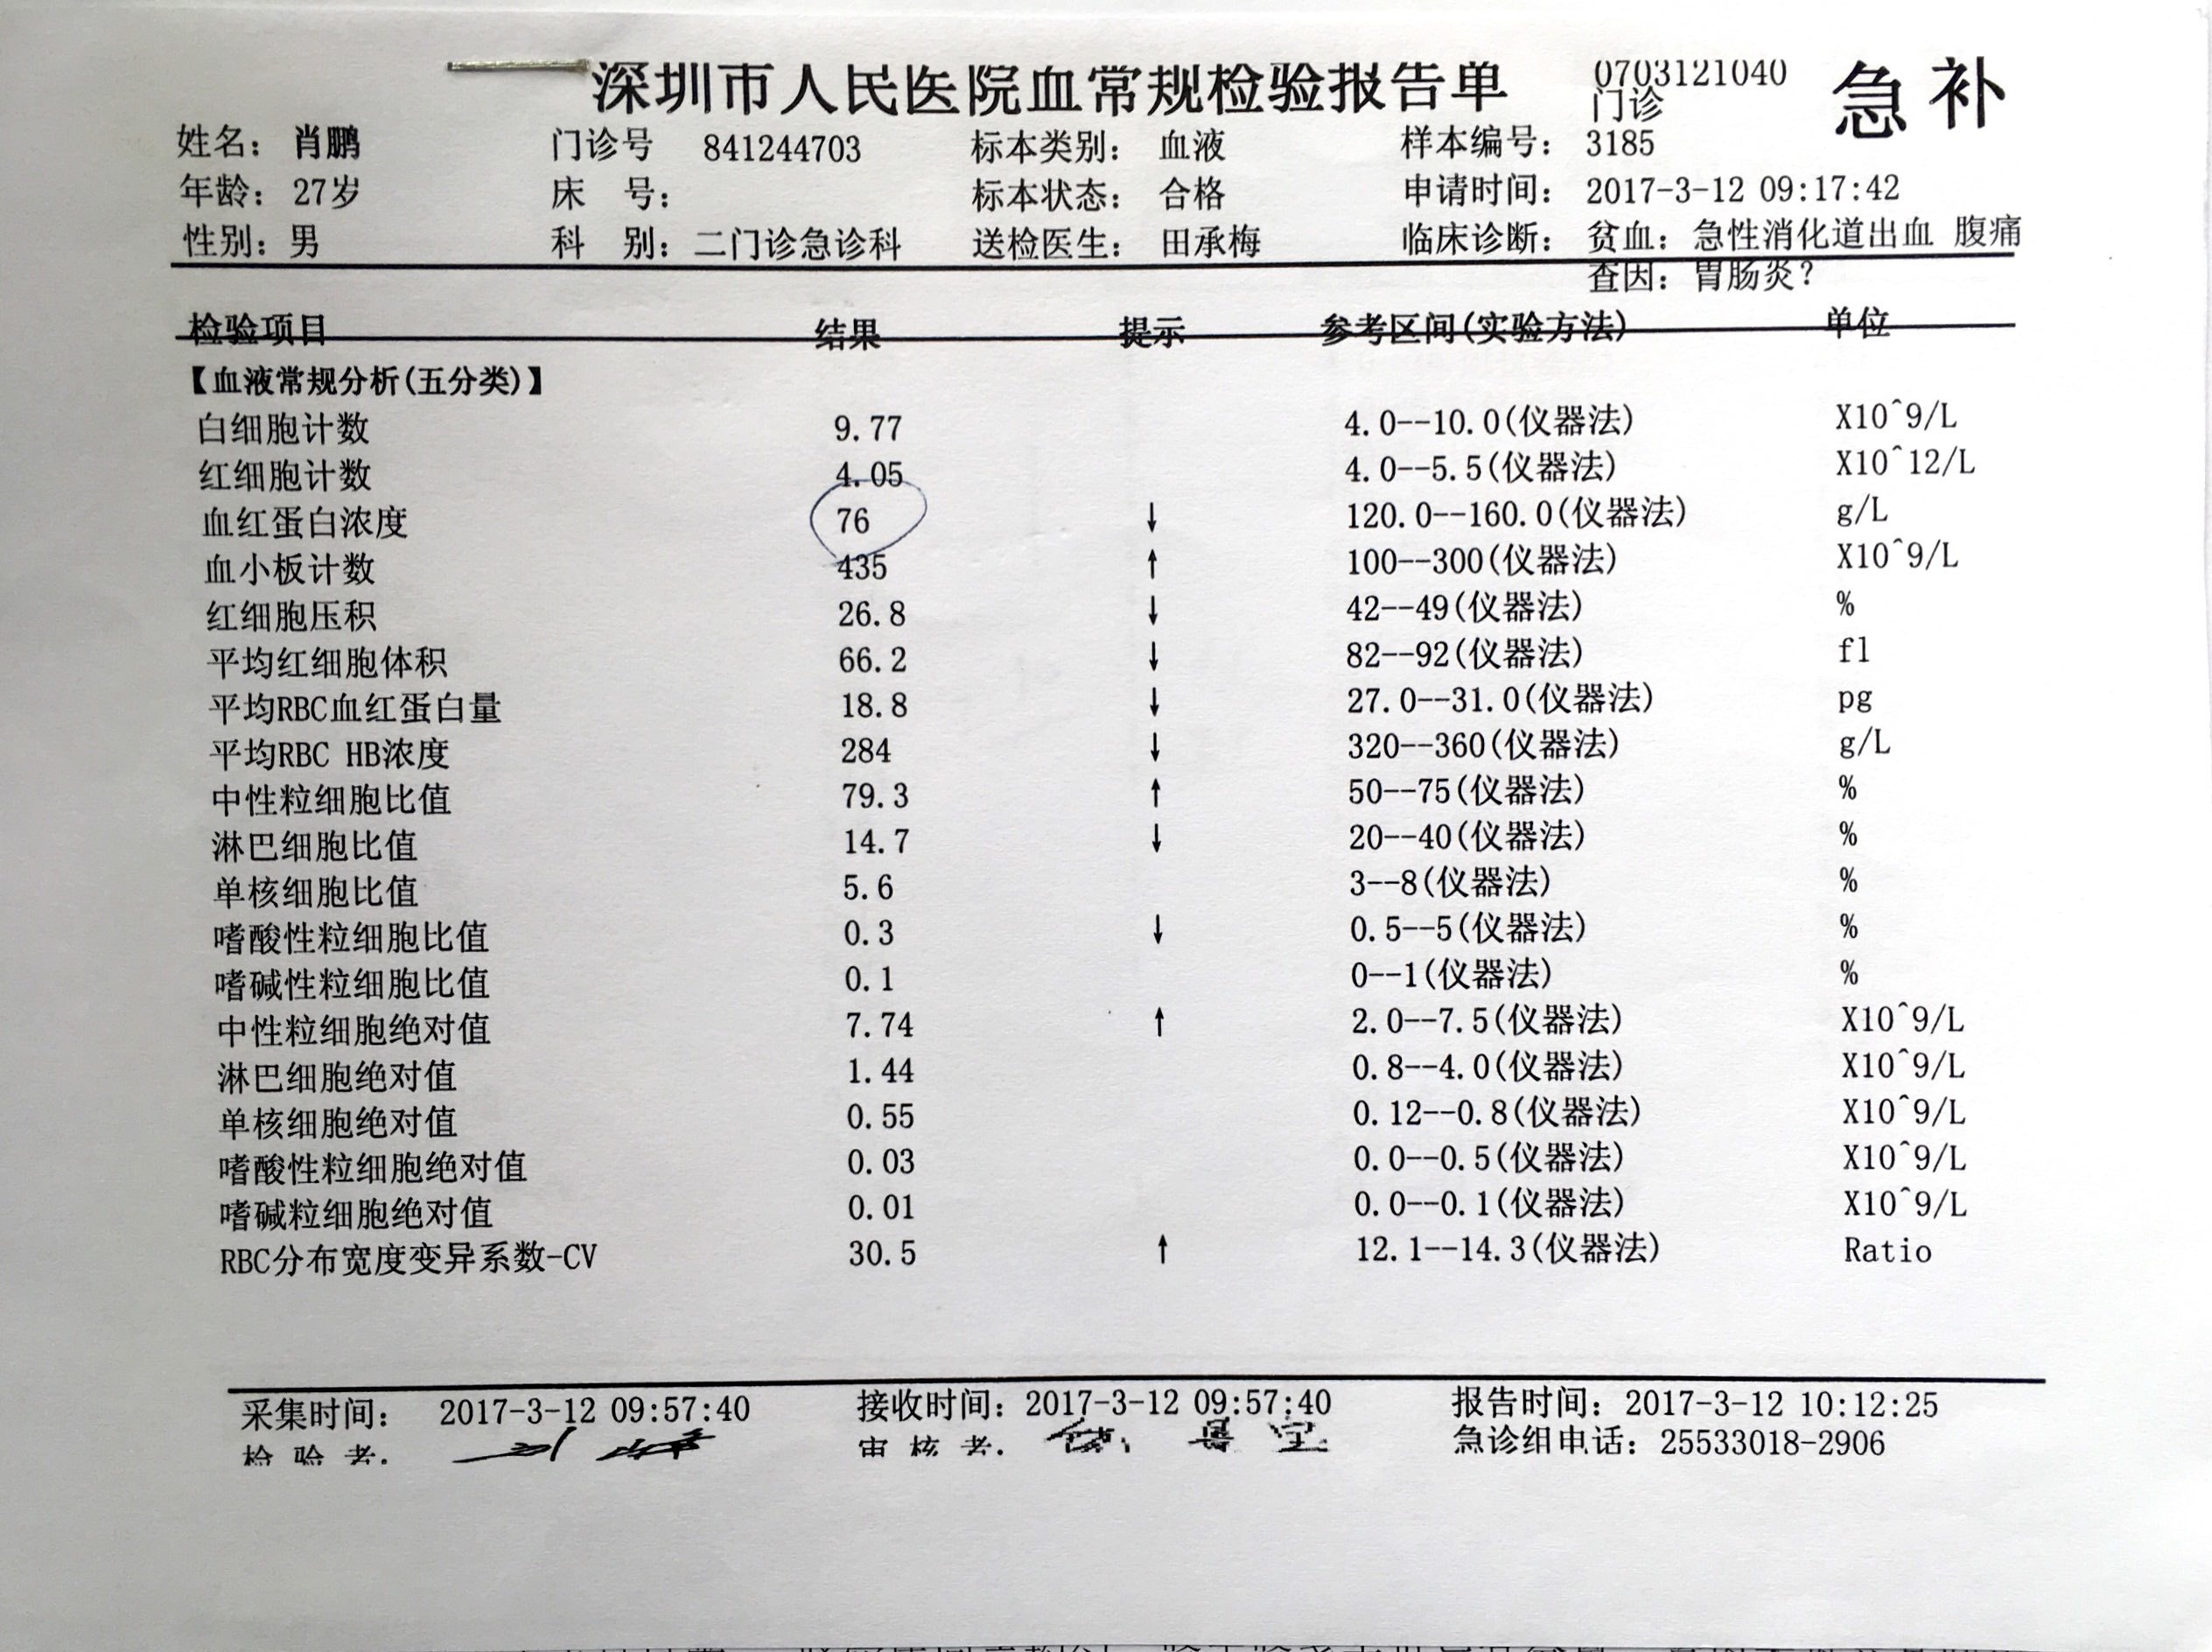 深圳市人民医院血常规检验报告单 0703121040 急 补
门诊
姓名： 肖鹏 门诊号 841244703 标本类别： 血液 样本编号： 3185
年龄： 27岁 床 号： 标本状态： 合格 申请时间： 2017-3-12 09:17:42
性别： 男 科 别： 二门诊急诊科 送检医生： 田承梅 临床诊断： 贫血： 急性消化道出血 腹痛
查因： 胃肠炎？
检验项目 结果 提示 参考区间(实验方法) 单位
【血液常规分析(五分类)】
白细胞计数 9.77 4.0--10.0(仪器法) X10^9/L
红细胞计数 4.05 4.0--5.5(仪器法) X10^12/L
血红蛋白浓度 76 ↓ 120.0--160.0(仪器法) g/L
血小板计数 435 ↑ 100--300(仪器法) X10^9/L
红细胞压积 26.8 ↓ 42--49(仪器法) %
平均红细胞体积 66.2 ↓ 82--92(仪器法) fl
平均RBC血红蛋白量 18.8 ↓ 27.0--31.0(仪器法) pg
平均RBC HB浓度 284 ↓ 320--360(仪器法) g/L
中性粒细胞比值 79.3 ↑ 50--75(仪器法) %
淋巴细胞比值 14.7 ↓ 20--40(仪器法) %
单核细胞比值 5.6 3--8(仪器法) %
嗜酸性粒细胞比值 0.3 ↓ 0.5--5(仪器法) %
嗜碱性粒细胞比值 0.1 0--1(仪器法) %
中性粒细胞绝对值 7.74 ↑ 2.0--7.5(仪器法) X10^9/L
淋巴细胞绝对值 1.44 0.8--4.0(仪器法) X10^9/L
单核细胞绝对值 0.55 0.12--0.8(仪器法) X10^9/L
嗜酸性粒细胞绝对值 0.03 0.0--0.5(仪器法) X10^9/L
嗜碱粒细胞绝对值 0.01 0.0--0.1(仪器法) X10^9/L
RBC分布宽度变异系数-CV 30.5 ↑ 12.1--14.3(仪器法) Ratio
采集时间： 2017-3-12 09:57:40 接收时间：2017-3-12 09:57:40 报告时间：2017-3-12 10:12:25
检 验 者： 审 核 者： 急诊组电话：25533018-2906